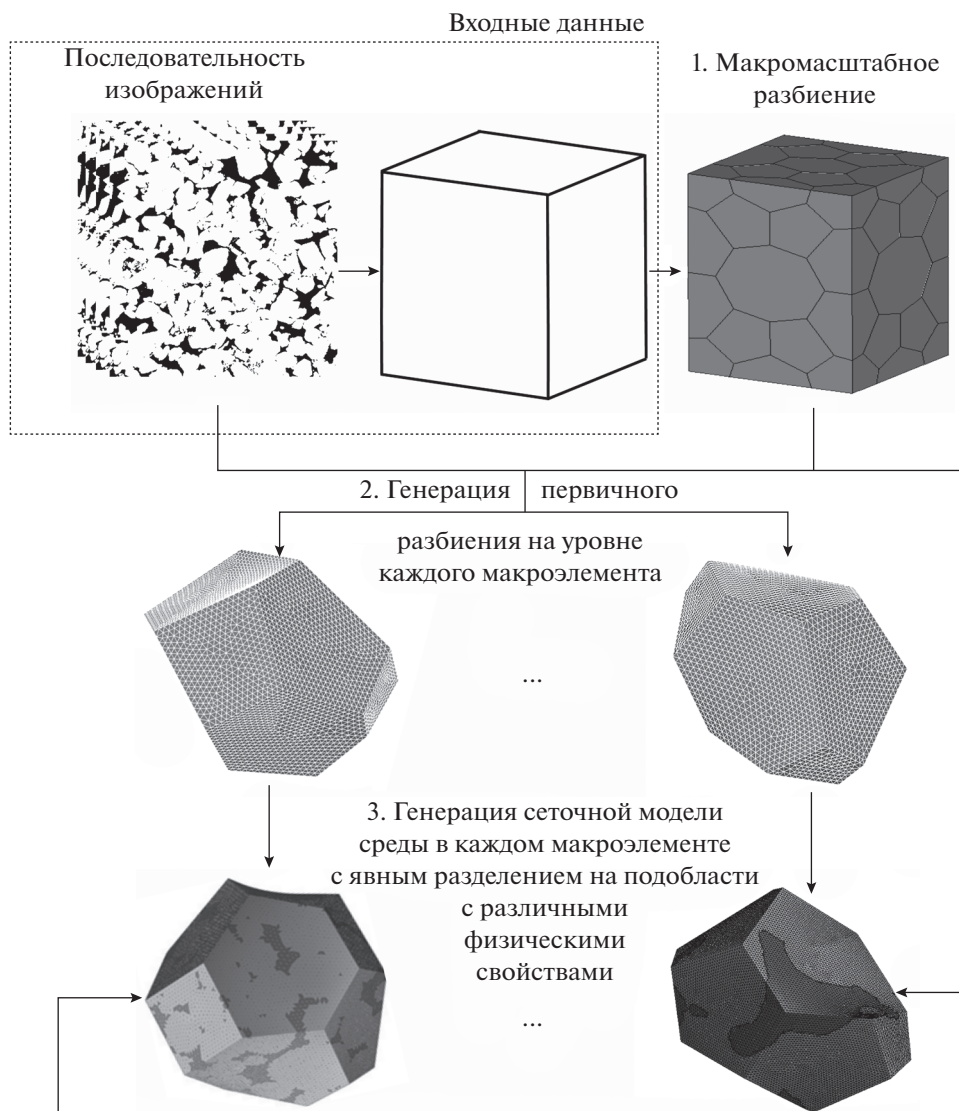 Входные данные
Последовательность
изображений
1. Макромасштабное
разбиение
2. Генерация первичного
разбиения на уровне
каждого макроэлемента
...
...
3. Генерация сеточной модели
среды в каждом макроэлементе
с явным разделением на подобласти
с различными
физическими
свойствами
...